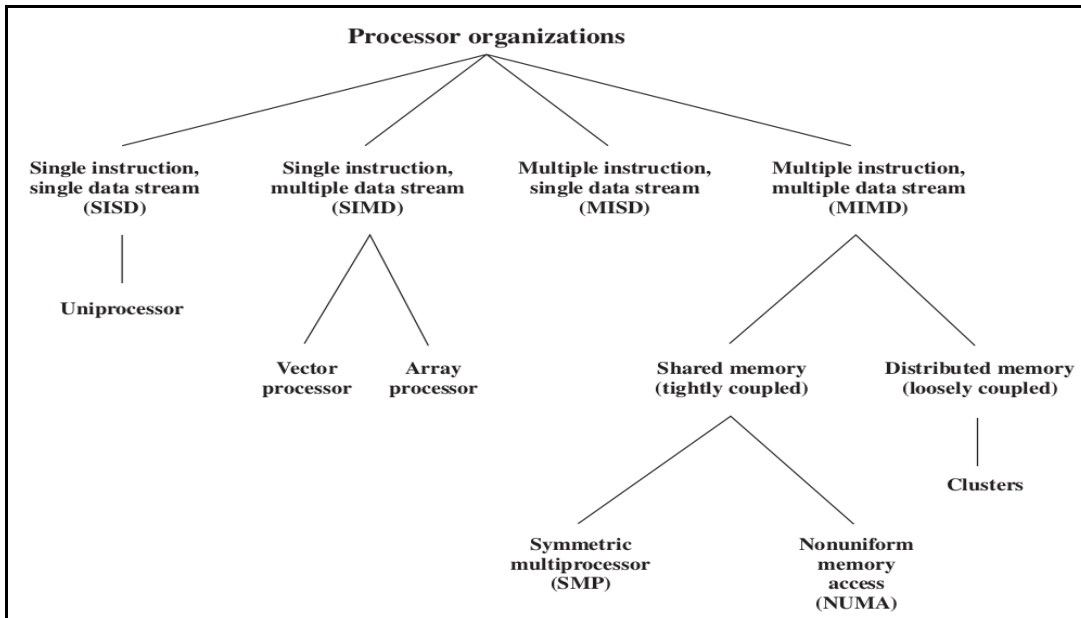 Processor organizations
Single instruction,
single data stream
(SISD)
Single instruction,
multiple data stream
(SIMD)
Multiple instruction,
single data stream
(MISD)
Multiple instruction,
multiple data stream
(MIMD)
Uniprocessor
Vector
processor
Array
processor
Shared memory
(tightly coupled)
Distributed memory
(loosely coupled)
Clusters
Symmetric
multiprocessor
(SMP)
Nonuniform
memory
access
(NUMA)